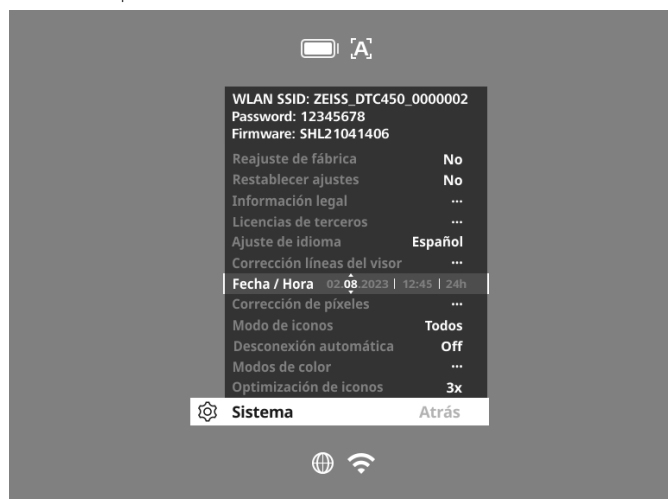 [A]
WLAN SSID: ZEISS_DTC450_0000002
Password: 12345678
Firmware: SHL21041406
Reajuste de fábrica No
Restablecer ajustes No
Información legal ...
Licencias de terceros ...
Ajuste de idioma Español
Corrección líneas del visor ...
Fecha / Hora 02.08.2023 | 12:45 | 24h
Corrección de píxeles ...
Modo de iconos Todos
Desconexión automática Off
Modos de color ...
Optimización de iconos 3x
Sistema Atrás